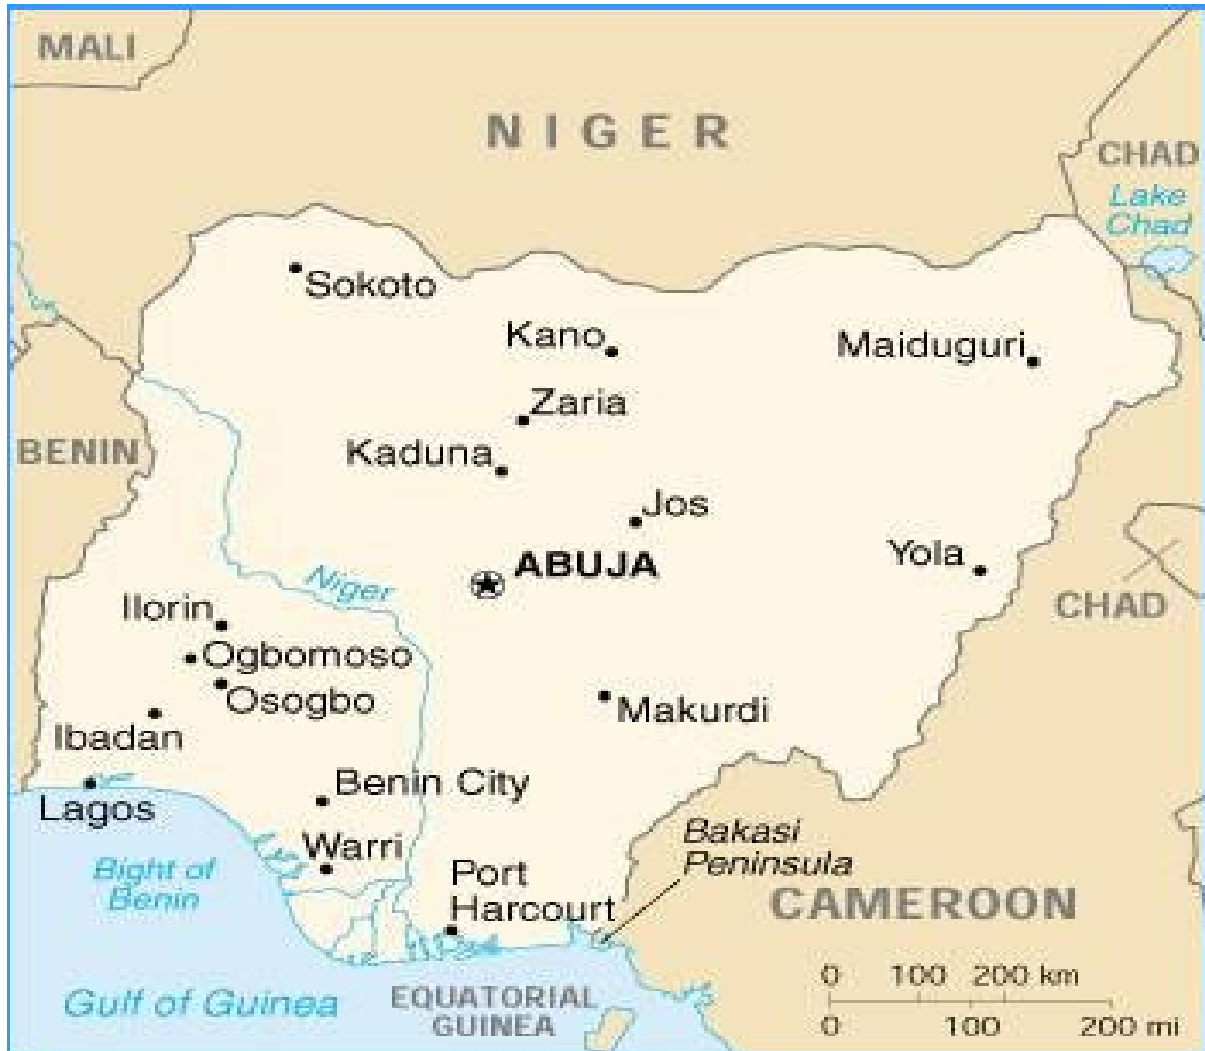 MALI
NIGER
CHAD
Lake
Chad
Sokoto
Kano
Maiduguri
Zaria
BENIN
Kaduna
Jos
Yola
ABUJA
Niger
CHAD
Ilorin
Ogbomoso
Osogbo
Makurdi
Ibadan
Benin City
Lagos
Warri
Bakasi
Peninsula
Bight of
Benin
Port
Harcourt
CAMEROON
0 100 200 km
Gulf of Guinea
EQUATORIAL
GUINEA
0 100 200 mi